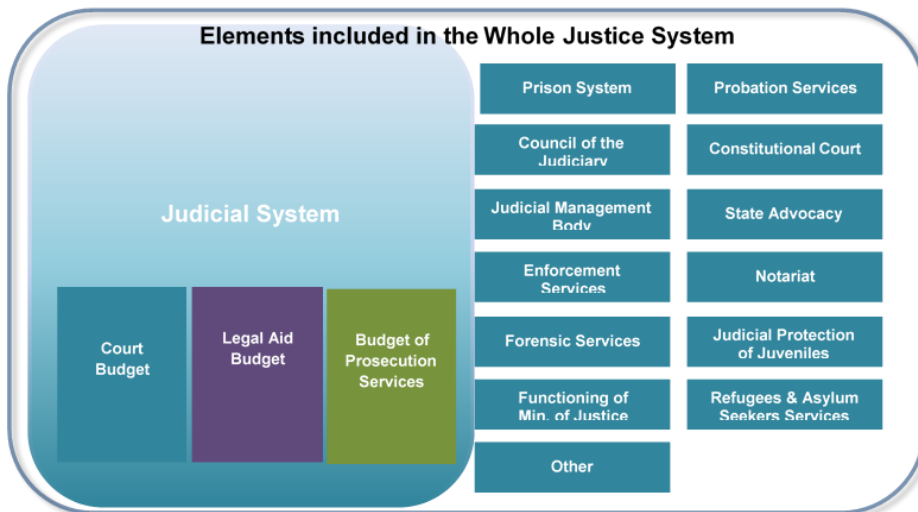 Elements included in the Whole Justice System
Judicial System
Court
Budget
Legal Aid
Budget
Budget of
Prosecution
Services
Prison System
Probation Services
Council of the
Judiciary
Constitutional Court
Judicial Management
Body
State Advocacy
Enforcement
Services
Notariat
Forensic Services
Judicial Protection
of Juveniles
Functioning of
Min. of Justice
Refugees & Asylum
Seekers Services
Other